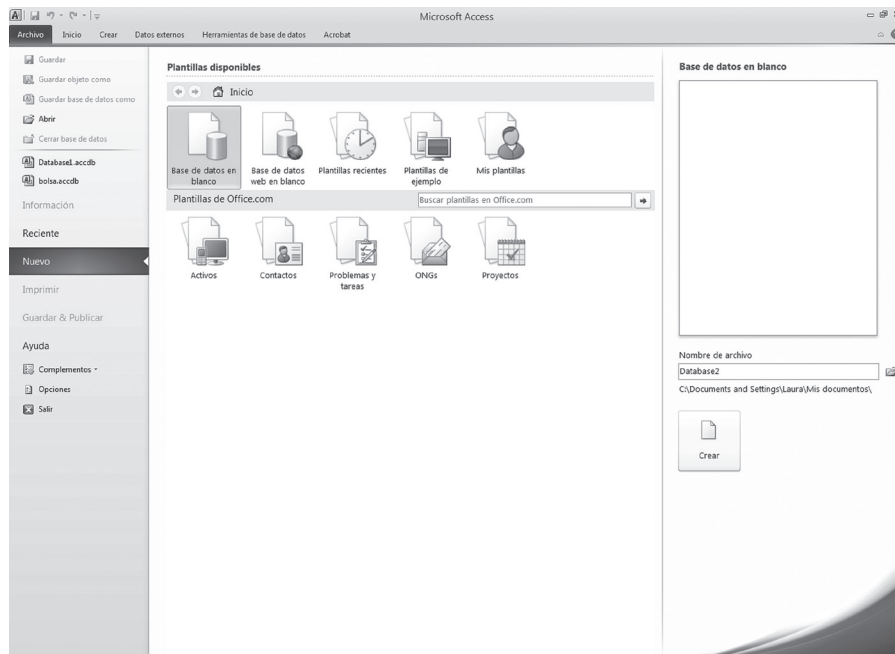 Microsoft Access
Archivo Inicio Crear Datos externos Herramientas de base de datos Acrobat
Guardar
Guardar objeto como
Guardar base de datos como
Abrir
Cerrar base de datos
Database1.accdb
bolsa.accdb
Información
Reciente
Nuevo
Imprimir
Guardar & Publicar
Ayuda
Complementos
Opciones
Salir
Plantillas disponibles
Inicio
Base de datos en
blanco
Base de datos
web en blanco
Plantillas recientes
Plantillas de
ejemplo
Mis plantillas
Plantillas de Office.com
Buscar plantillas en Office.com
Activos
Contactos
Problemas y
tareas
ONGs
Proyectos
Base de datos en blanco
Nombre de archivo
Database2
C:\Documents and Settings\Laura\Mis documentos\
Crear